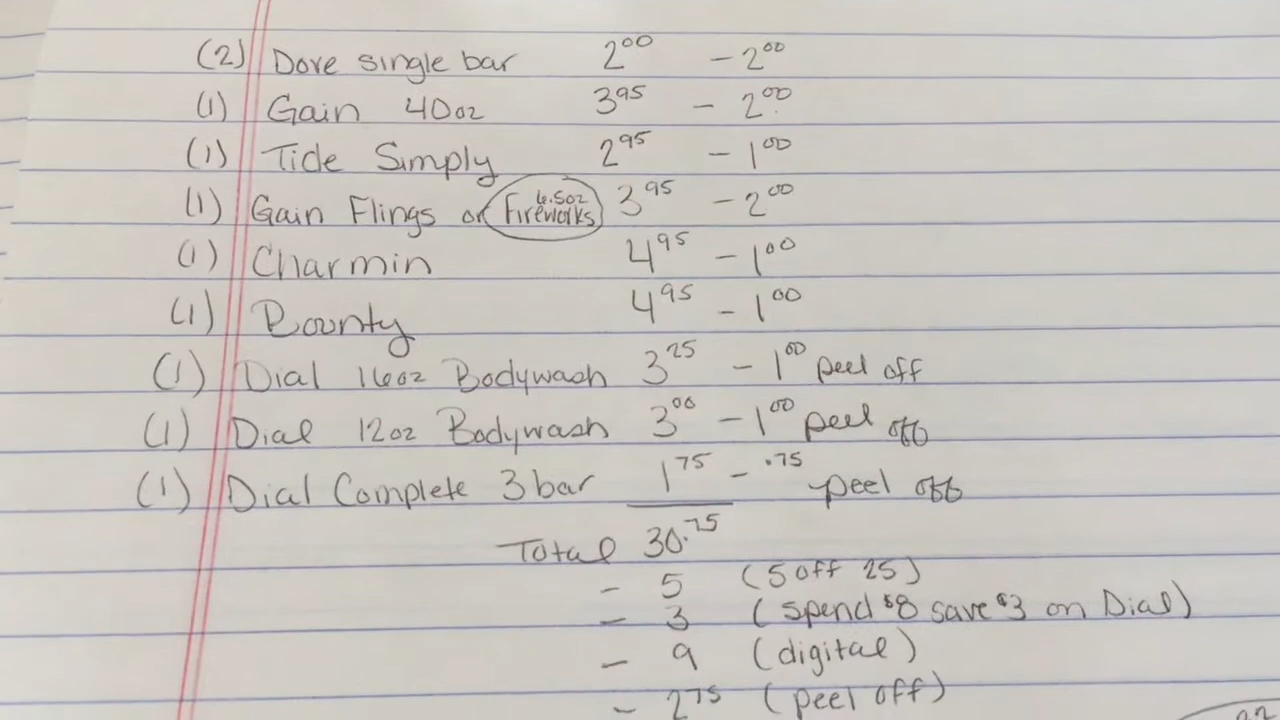 (2) Dove single bar 2.00 - 2.00
(1) Gain 40oz 3.95 - 2.00
(1) Tide Simply 2.95 - 1.00
(1) Gain Flings or Fireworks 6.5oz 3.95 - 2.00
(1) Charmin 4.95 - 1.00
(1) Bounty 4.95 - 1.00
(1) Dial 16oz Bodywash 3.25 - 1.00 peel off
(1) Dial 12oz Bodywash 3.00 - 1.00 peel off
(1) Dial Complete 3 bar 1.75 - .75 peel off
Total 30.75
- 5 (5 off 25)
- 3 (spend $8 save $3 on Dial)
- 9 (digital)
- 2.75 (peel off)